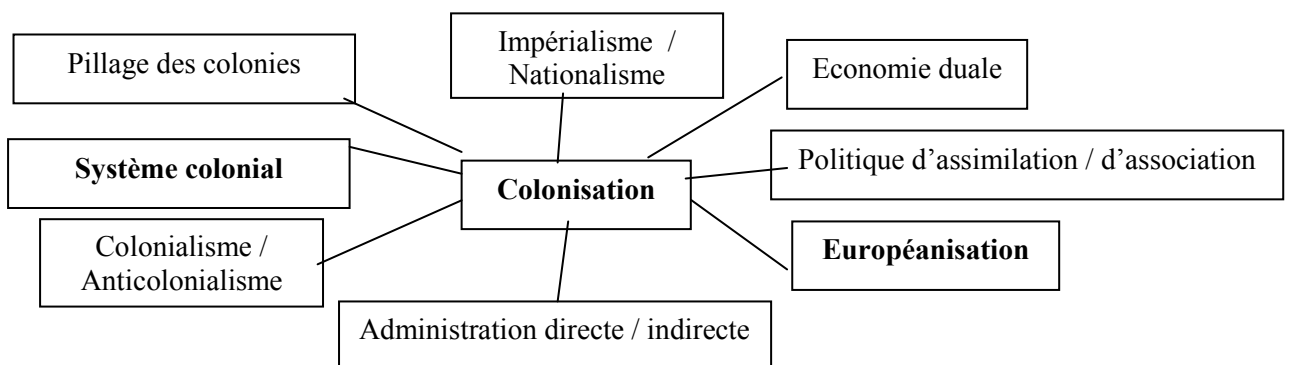 Pillage des colonies
Impérialisme /
Nationalisme
Economie duale
Système colonial
Colonisation
Politique d’assimilation / d’association
Colonialisme /
Anticolonialisme
Européanisation
Administration directe / indirecte